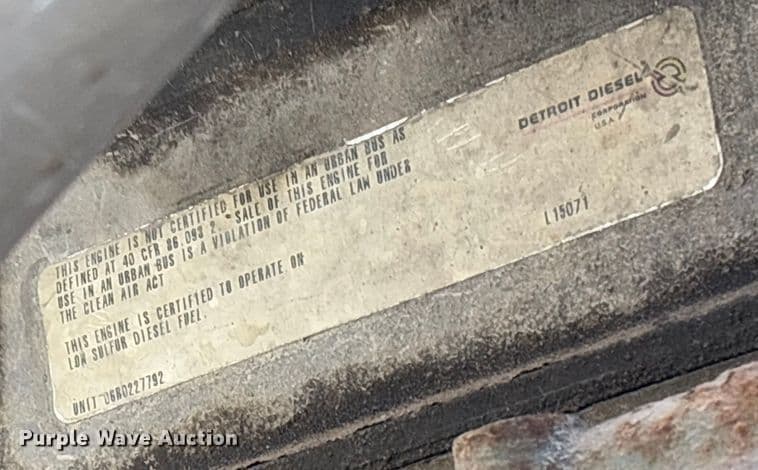 DETROIT DIESEL
CORPORATION
USA
THIS ENGINE IS NOT CERTIFIED FOR USE IN AN URBAN BUS AS
DEFINED AT 40 CFR 86.093 2 SALE OF THIS ENGINE FOR
USE IN AN URBAN BUS IS A VIOLATION OF FEDERAL LAW UNDER
THE CLEAN AIR ACT
THIS ENGINE IS CERTIFIED TO OPERATE ON
LOW SULFUR DIESEL FUEL.
L15071
UNIT 06R0227792
Purple Wave Auction